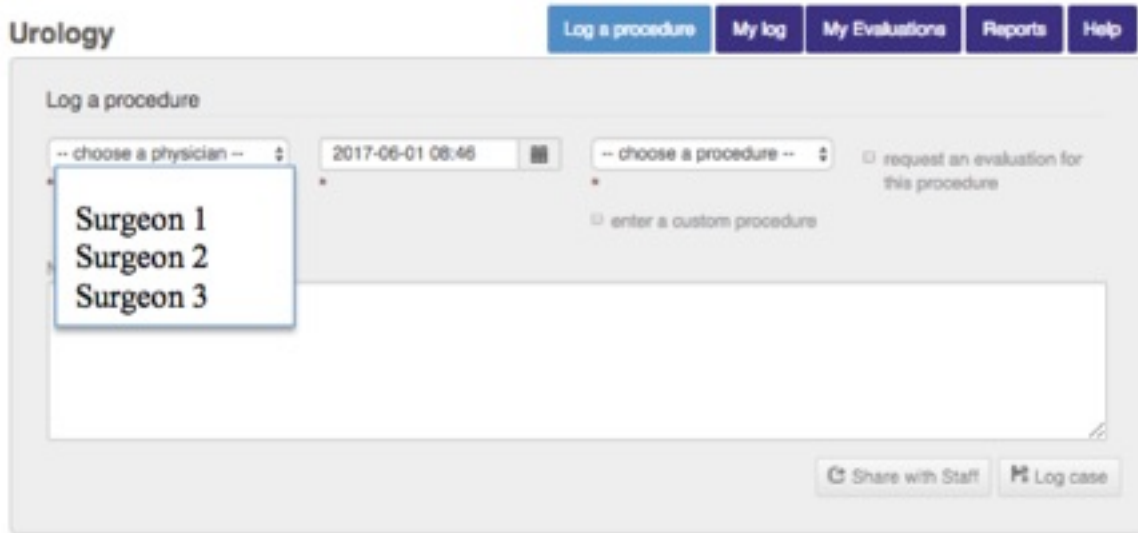 Urology
Log a procedure My log My Evaluations Reports Help
Log a procedure
-- choose a physician -- 2017-06-01 08:46 -- choose a procedure -- request an evaluation for
this procedure
* * *
enter a custom procedure
Surgeon 1
Surgeon 2
Surgeon 3
Share with Staff Log case